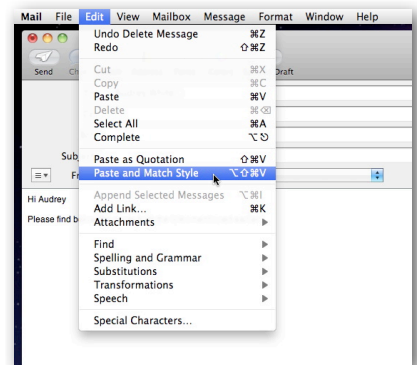 Mail File Edit View Mailbox Message Format Window Help
Undo Delete Message ⌘Z
Redo ⇧⌘Z
Send Ch Draft
Cut ⌘X
Copy ⌘C
Paste ⌘V
Delete ⌘⌫
Select All ⌘A
Complete ⌥⎋
Sub Paste as Quotation ⇧⌘V
Fr Paste and Match Style ⌥⇧⌘V
Append Selected Messages ⌥⌘I
Hi Audrey Add Link... ⌘K
Attachments ▶
Please find b
Find ▶
Spelling and Grammar ▶
Substitutions ▶
Transformations ▶
Speech ▶
Special Characters...